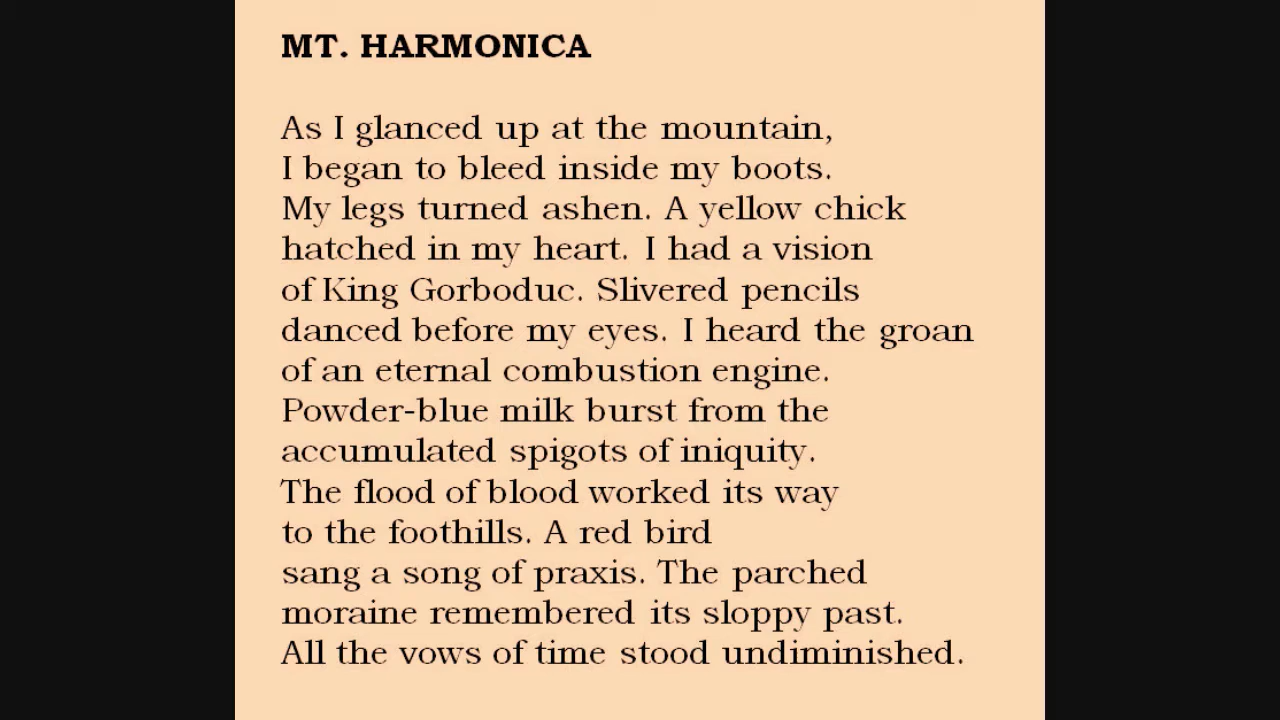 MT. HARMONICA
As I glanced up at the mountain,
I began to bleed inside my boots.
My legs turned ashen. A yellow chick
hatched in my heart. I had a vision
of King Gorboduc. Slivered pencils
danced before my eyes. I heard the groan
of an eternal combustion engine.
Powder-blue milk burst from the
accumulated spigots of iniquity.
The flood of blood worked its way
to the foothills. A red bird
sang a song of praxis. The parched
moraine remembered its sloppy past.
All the vows of time stood undiminished.